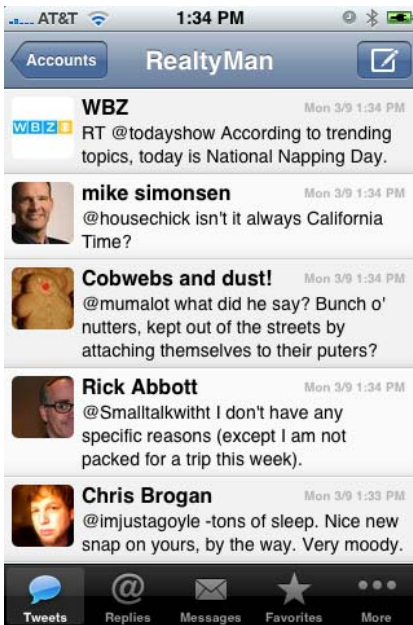 AT&T 1:34 PM
Accounts RealtyMan
WBZ Mon 3/9 1:34 PM
WBZ
RT @todayshow According to trending
topics, today is National Napping Day.
mike simonsen Mon 3/9 1:34 PM
@housechick isn't it always California
Time?
Cobwebs and dust! Mon 3/9 1:34 PM
@mumalot what did he say? Bunch o'
nutters, kept out of the streets by
attaching themselves to their puters?
Rick Abbott Mon 3/9 1:34 PM
@Smalltalkwitht I don't have any
specific reasons (except I am not
packed for a trip this week).
Chris Brogan Mon 3/9 1:33 PM
@imjustagoyle -tons of sleep. Nice new
snap on yours, by the way. Very moody.
Tweets Replies Messages Favorites More